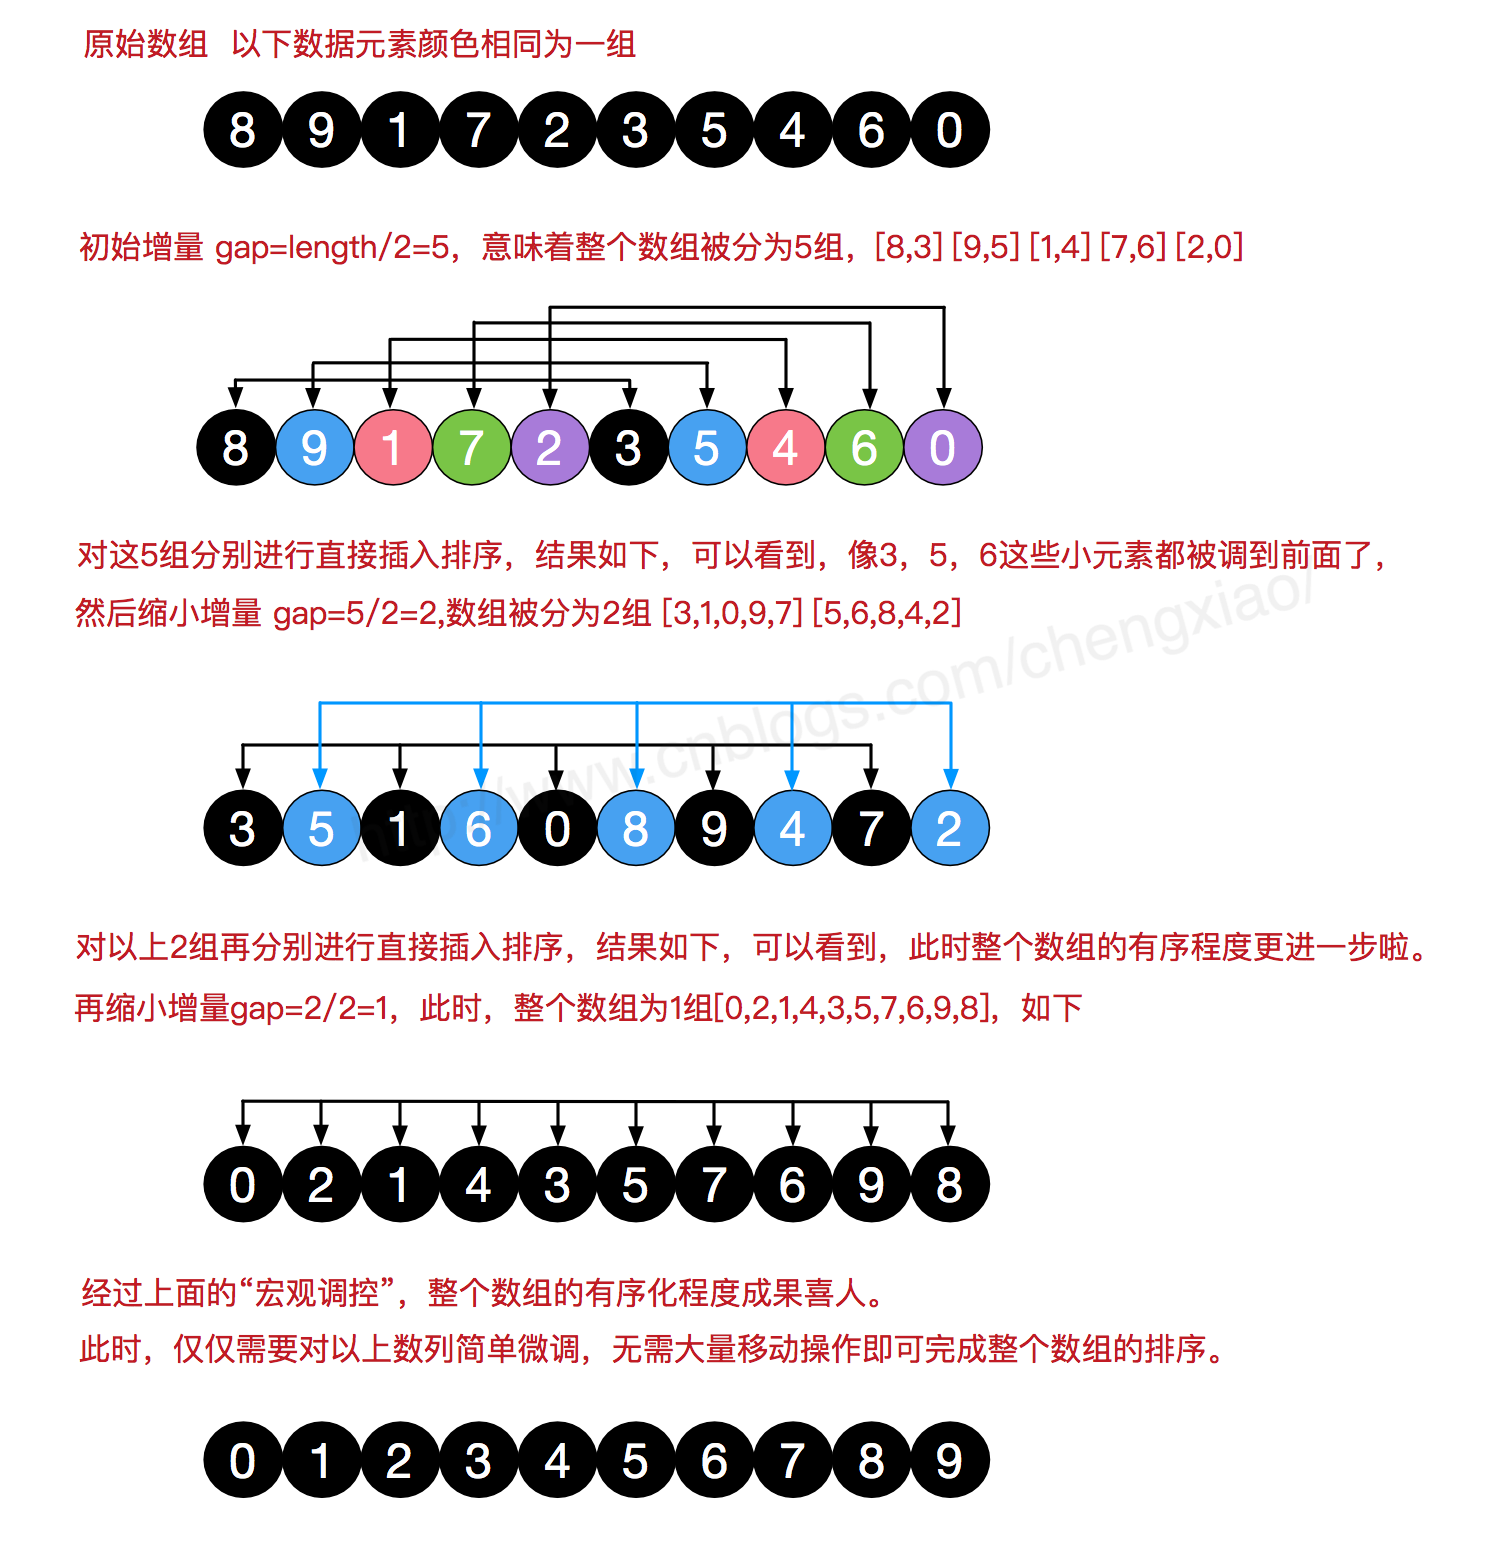 原始数组  以下数据元素颜色相同为一组
8 9 1 7 2 3 5 4 6 0
初始增量 gap=length/2=5，意味着整个数组被分为5组，[8,3] [9,5] [1,4] [7,6] [2,0]
8 9 1 7 2 3 5 4 6 0
对这5组分别进行直接插入排序，结果如下，可以看到，像3，5，6这些小元素都被调到前面了，
然后缩小增量 gap=5/2=2,数组被分为2组 [3,1,0,9,7] [5,6,8,4,2]
http://www.cnblogs.com/chengxiao/
3 5 1 6 0 8 9 4 7 2
对以上2组再分别进行直接插入排序，结果如下，可以看到，此时整个数组的有序程度更进一步啦。
再缩小增量gap=2/2=1，此时，整个数组为1组[0,2,1,4,3,5,7,6,9,8]，如下
0 2 1 4 3 5 7 6 9 8
经过上面的“宏观调控”，整个数组的有序化程度成果喜人。
此时，仅仅需要对以上数列简单微调，无需大量移动操作即可完成整个数组的排序。
0 1 2 3 4 5 6 7 8 9